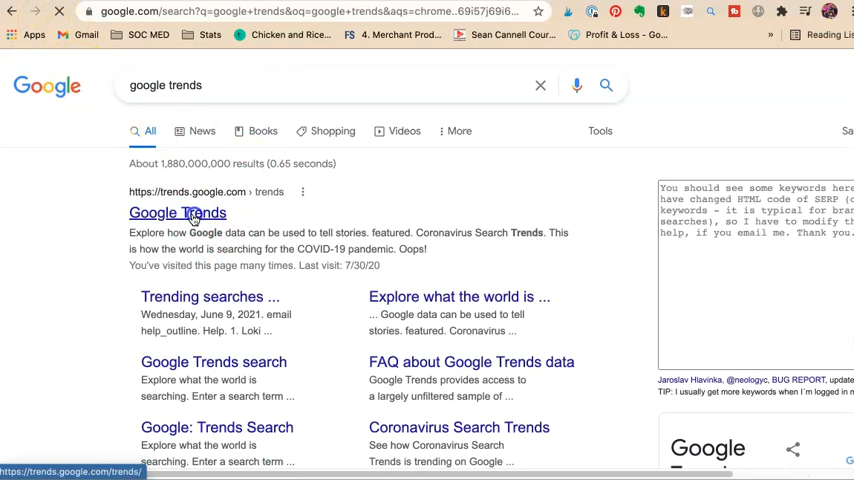 google.com/search?q=google+trends&oq=google+trends&aqs=chrome..69i57j69i6...
Apps Gmail SOC MED Stats Chicken and Rice... 4. Merchant Prod... Sean Cannell Cour... Profit & Loss - Go... » Reading List
Google google trends
All News Books Shopping Videos More Tools Sa
About 1,880,000,000 results (0.65 seconds)
https://trends.google.com › trends
Google Trends
Explore how Google data can be used to tell stories. featured. Coronavirus Search Trends. This
is how the world is searching for the COVID-19 pandemic. Oops!
You've visited this page many times. Last visit: 7/30/20
Trending searches ...
Wednesday, June 9, 2021. email
help_outline. Help. 1. Loki ...
Explore what the world is ...
... Google data can be used to tell
stories. featured. Coronavirus ...
Google Trends search
Explore what the world is
searching. Enter a search term ...
FAQ about Google Trends data
Google Trends provides access to
a largely unfiltered sample of ...
Google: Trends Search
Explore what the world is
searching. Enter a search term ...
Coronavirus Search Trends
See how Coronavirus Search
Trends is trending on Google ...
You should see some keywords here
have changed HTML code of SERP (
keywords - it is typical for bran
searches), so I have to modify th
help, if you email me. Thank you.
Jaroslav Hlavinka, @neologyc, BUG REPORT, update
TIP: I usually get more keywords when I´m logged in
Google
https://trends.google.com/trends/